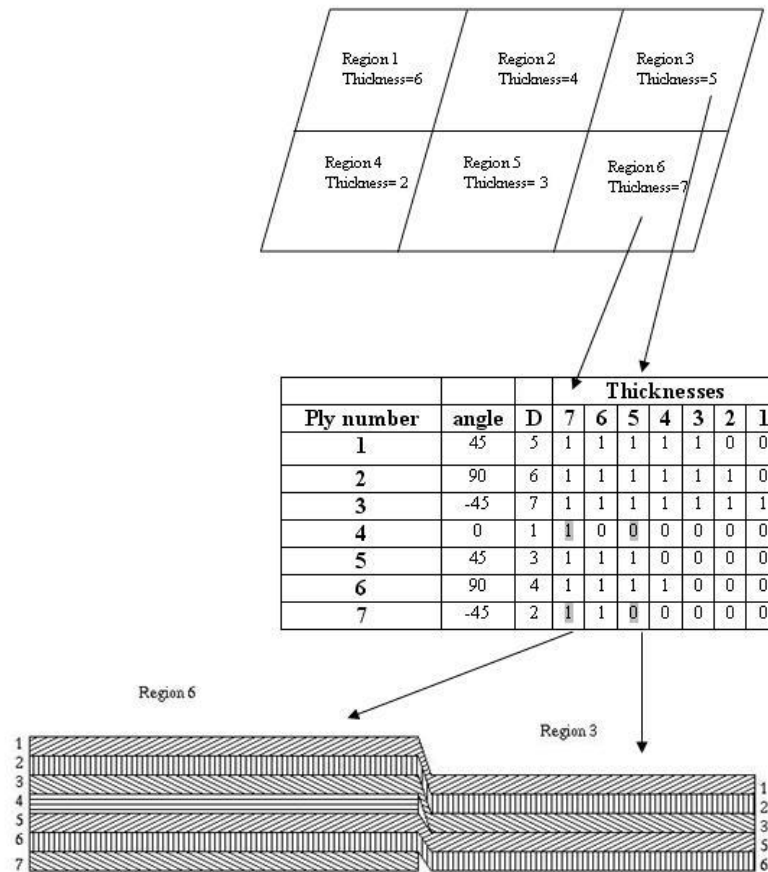 Region 1
Thickness=6
Region 2
Thickness=4
Region 3
Thickness=5
Region 4
Thickness= 2
Region 5
Thickness= 3
Region 6
Thickness=7
Thicknesses
Ply number angle D 7 6 5 4 3 2 1
1 45 5 1 1 1 1 1 0 0
2 90 6 1 1 1 1 1 1 0
3 -45 7 1 1 1 1 1 1 1
4 0 1 1 0 0 0 0 0 0
5 45 3 1 1 1 0 0 0 0
6 90 4 1 1 1 1 0 0 0
7 -45 2 1 1 0 0 0 0 0
Region 6
Region 3
1
2
3
4
5
6
7
1
2
3
5
6